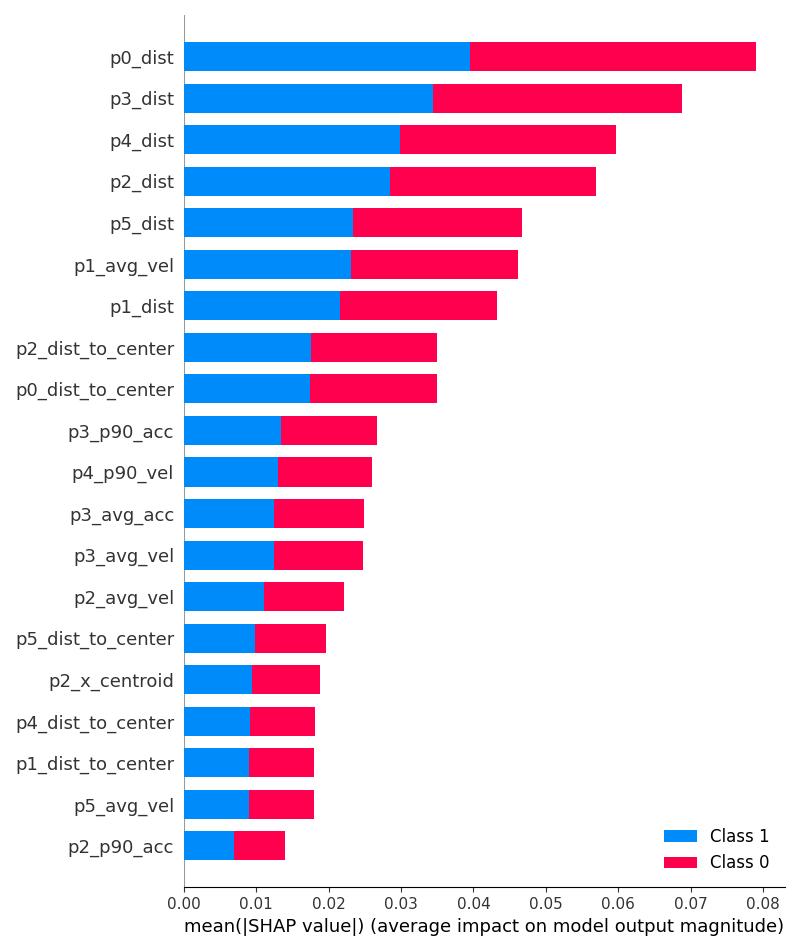 p0_dist
p3_dist
p4_dist
p2_dist
p5_dist
p1_avg_vel
p1_dist
p2_dist_to_center
p0_dist_to_center
p3_p90_acc
p4_p90_vel
p3_avg_acc
p3_avg_vel
p2_avg_vel
p5_dist_to_center
p2_x_centroid
p4_dist_to_center
p1_dist_to_center
p5_avg_vel
p2_p90_acc
Class 1
Class 0
0.00 0.01 0.02 0.03 0.04 0.05 0.06 0.07 0.08
mean(|SHAP value|) (average impact on model output magnitude)